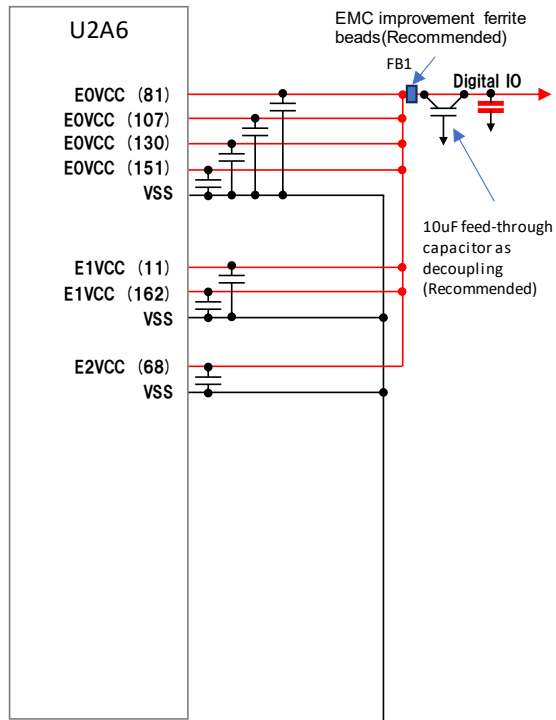 U2A6
EMC improvement ferrite
beads(Recommended)
FB1
Digital IO
E0VCC (81)
E0VCC (107)
E0VCC (130)
E0VCC (151)
VSS
10uF feed-through
capacitor as
decoupling
(Recommended)
E1VCC (11)
E1VCC (162)
VSS
E2VCC (68)
VSS